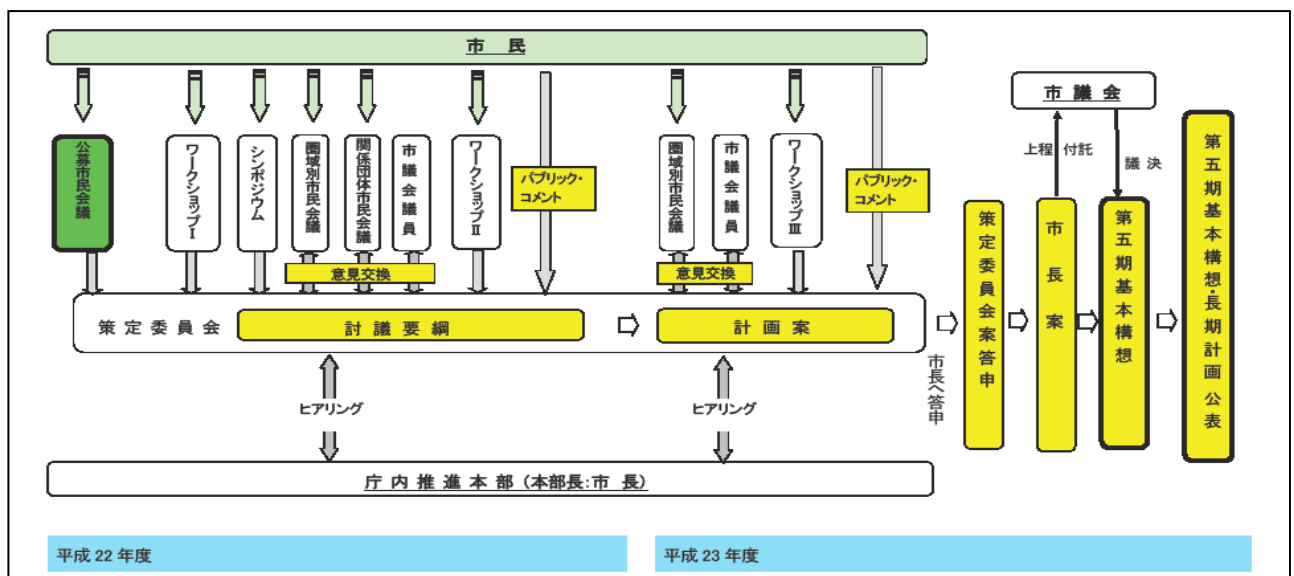 市 民
公募市民会議
ワークショップⅠ
シンポジウム
圏域別市民会議
関係団体市民会議
市議会議員
ワークショップⅡ
パブリック・
コメント
圏域別市民会議
市議会議員
ワークショップⅢ
パブリック・
コメント
意見交換
意見交換
策定委員会
討議要綱
計画案
市長へ答申
策定委員会案答申
市長案
市議会
上程 付託
議決
第五期基本構想
第五期基本構想・長期計画 公表
ヒアリング
ヒアリング
庁内推進本部（本部長：市長）
平成 22 年度
平成 23 年度